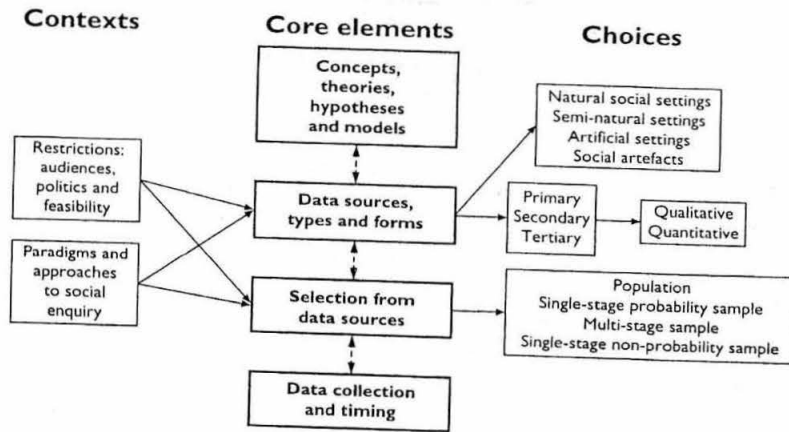 Contexts
Core elements
Choices
Concepts,
theories,
hypotheses
and models
Natural social settings
Semi-natural settings
Artificial settings
Social artefacts
Restrictions:
audiences,
politics and
feasibility
Data sources,
types and forms
Primary
Secondary
Tertiary
Qualitative
Quantitative
Paradigms and
approaches
to social
enquiry
Selection from
data sources
Population
Single-stage probability sample
Multi-stage sample
Single-stage non-probability sample
Data collection
and timing